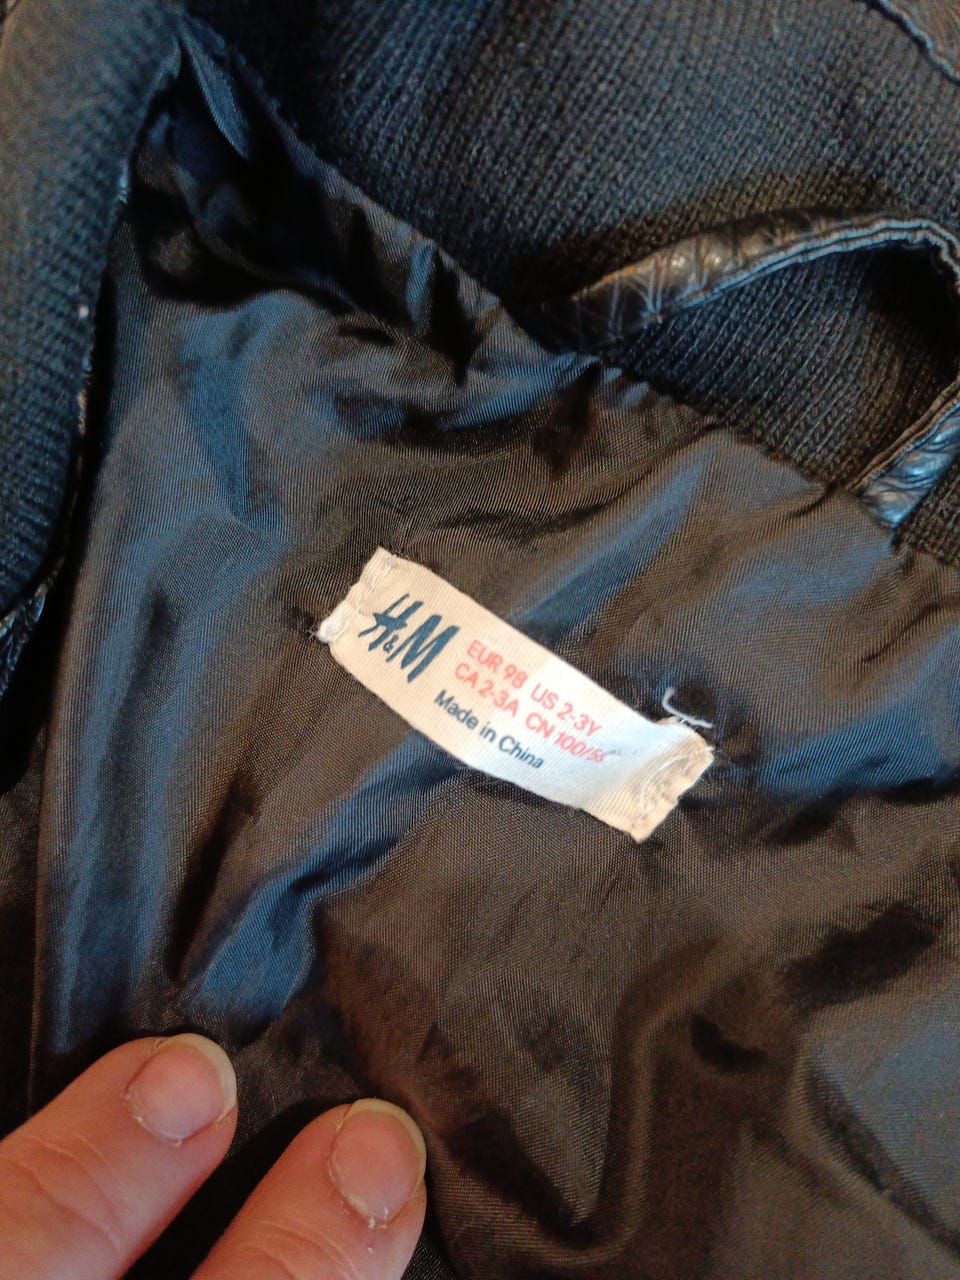 H&M
EUR 98 US 2-3Y
CA 2-3A CN 100/56
Made in China